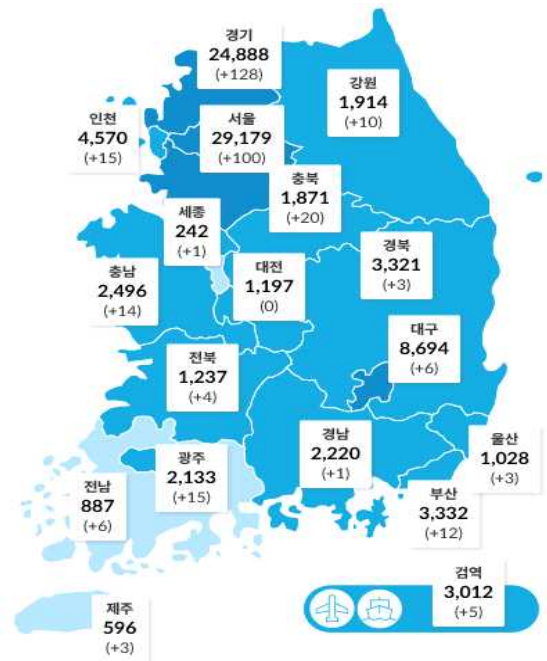 경기
24,888
(+128)
강원
1,914
(+10)
인천
4,570
(+15)
서울
29,179
(+100)
충북
1,871
(+20)
세종
242
(+1)
경북
3,321
(+3)
충남
2,496
(+14)
대전
1,197
(0)
대구
8,694
(+6)
전북
1,237
(+4)
경남
2,220
(+1)
울산
1,028
(+3)
광주
2,133
(+15)
전남
887
(+6)
부산
3,332
(+12)
검역
3,012
(+5)
제주
596
(+3)